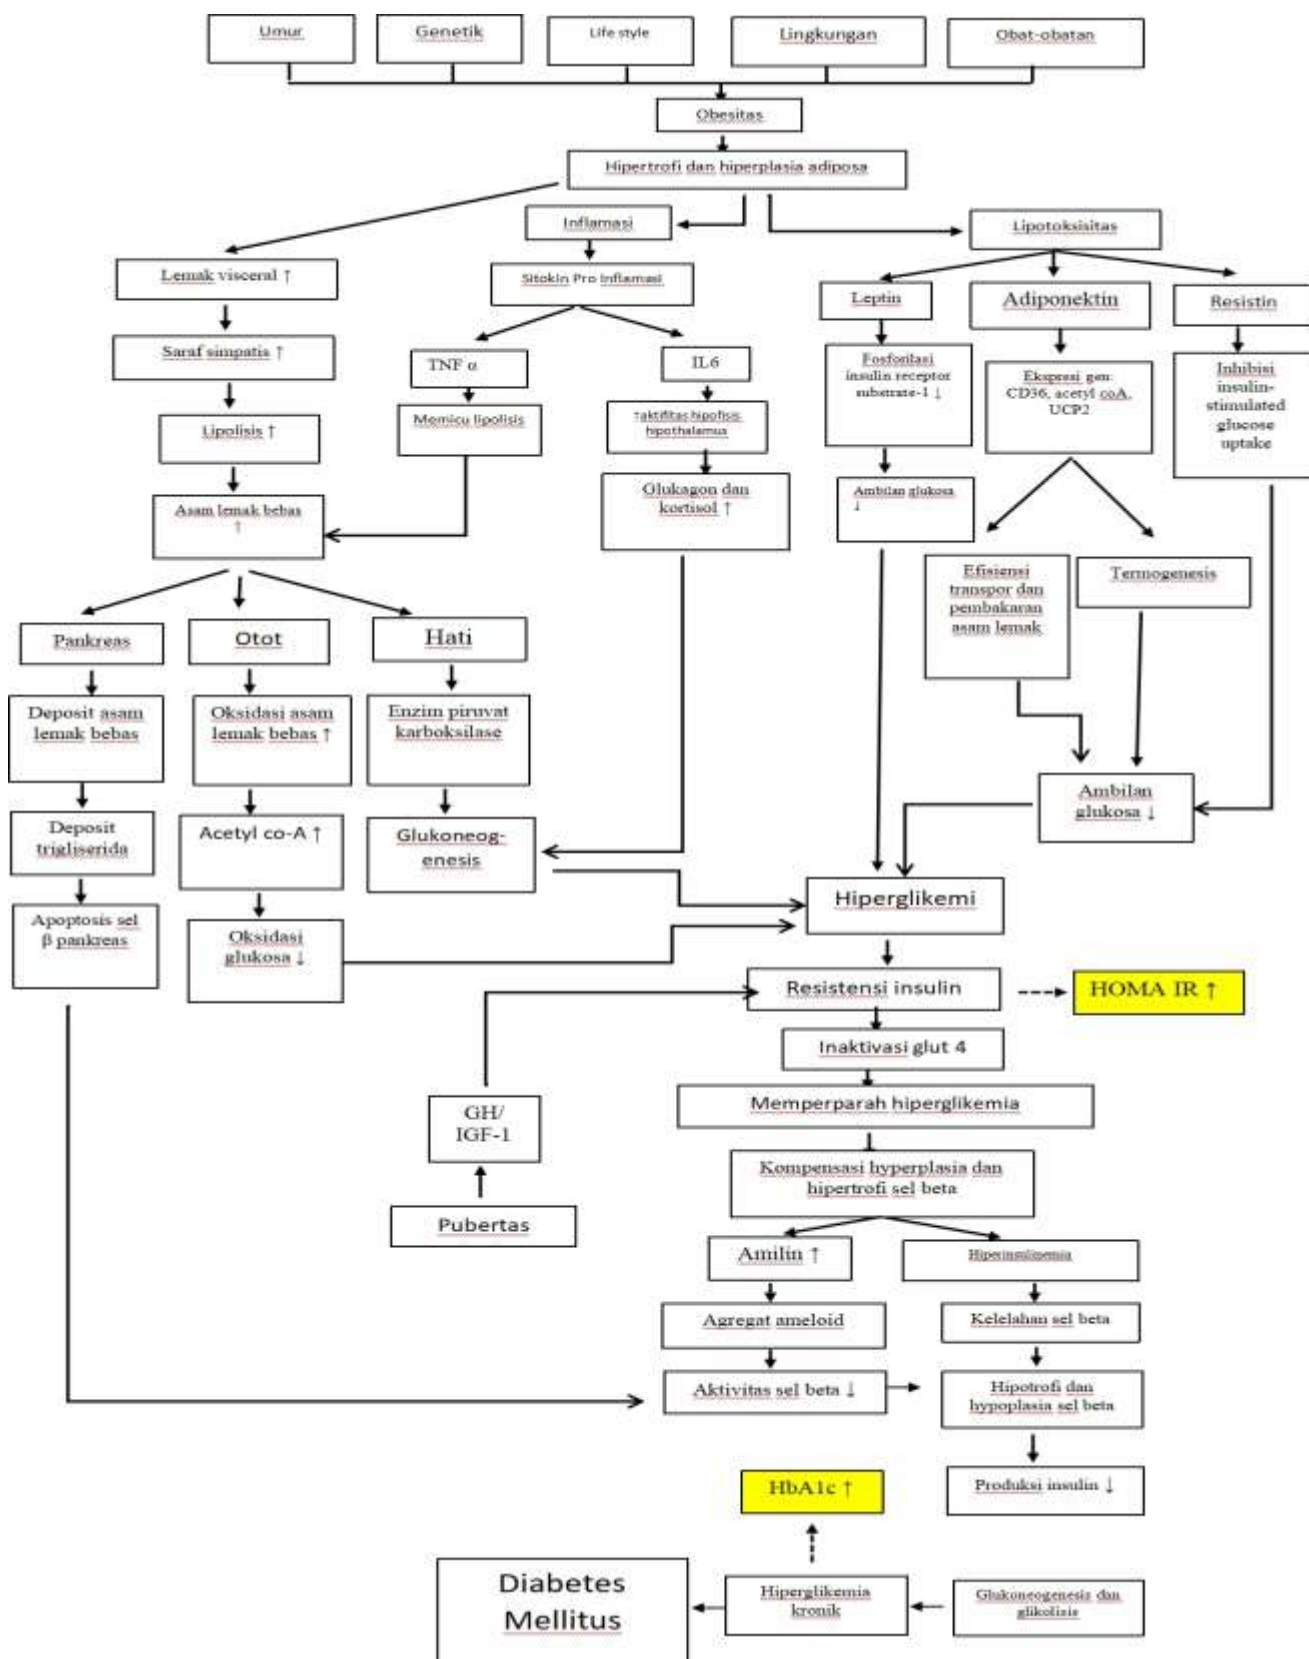 Umur
Genetik
Life style
Lingkungan
Obat-obatan
Obesitas
Hipertrofi dan hiperplasia adiposa
Inflamasi
Lipotoksisitas
Lemak visceral ↑
Sitokin Pro Inflamasi
Leptin
Adiponektin
Resistin
Saraf simpatis ↑
TNF α
IL6
Fosforilasi
insulin receptor
substrate-1 ↓
Ekspresi gen:
CD36, acetyl coA,
UCP2
Inhibisi
insulin-
stimulated
glucose
uptake
Lipolisis ↑
Memicu lipolisis
↑aktifitas hipofisis
hipothalamus
Asam lemak bebas
↑
Glukagon dan
kortisol ↑
Ambilan glukosa
↓
Efisiensi
transpor dan
pembakaran
asam lemak
Termogenesis
Pankreas
Otot
Hati
Deposit asam
lemak bebas
Oksidasi asam
lemak bebas ↑
Enzim piruvat
karboksilase
Ambilan
glukosa ↓
Deposit
trigliserida
Acetyl co-A ↑
Glukoneog-
enesis
Hiperglikemi
Apoptosis sel
β pankreas
Oksidasi
glukosa ↓
Resistensi insulin
HOMA IR ↑
Inaktivasi glut 4
Memperparah hiperglikemia
GH/
IGF-1
Kompensasi hyperplasia dan
hipertrofi sel beta
Pubertas
Amilin ↑
Hiperinsulinemia
Agregat ameloid
Kelelahan sel beta
Aktivitas sel beta ↓
Hipotrofi dan
hypoplasia sel beta
HbA1c ↑
Produksi insulin ↓
Diabetes
Mellitus
Hiperglikemia
kronik
Glukoneogenesis dan
glikolisis